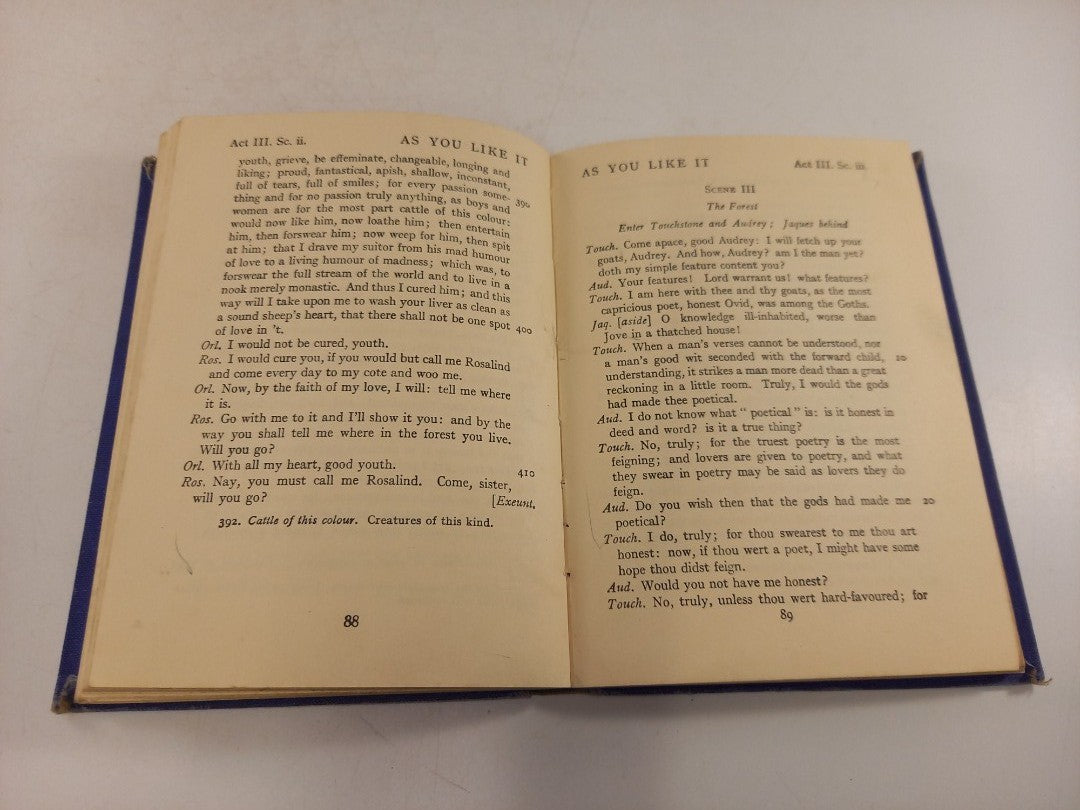 Act III. Sc. ii. AS YOU LIKE IT
youth, grieve, be effeminate, changeable, longing and
liking; proud, fantastical, apish, shallow, inconstant,
full of tears, full of smiles; for every passion some- 390
thing and for no passion truly anything, as boys and
women are for the most part cattle of this colour:
would now like him, now loathe him; then entertain
him, then forswear him; now weep for him, then spit
at him; that I drave my suitor from his mad humour
of love to a living humour of madness; which was, to
forswear the full stream of the world and to live in a
nook merely monastic. And thus I cured him; and this
way will I take upon me to wash your liver as clean as
a sound sheep's heart, that there shall not be one spot 400
of love in 't.
Orl. I would not be cured, youth.
Ros. I would cure you, if you would but call me Rosalind
and come every day to my cote and woo me.
Orl. Now, by the faith of my love, I will: tell me where
it is.
Ros. Go with me to it and I'll show it you: and by the
way you shall tell me where in the forest you live.
Will you go?
Orl. With all my heart, good youth. 410
Ros. Nay, you must call me Rosalind. Come, sister,
will you go? [Exeunt.
392. Cattle of this colour. Creatures of this kind.
88
AS YOU LIKE IT Act III. Sc. iii.
SCENE III
The Forest
Enter Touchstone and Audrey; Jaques behind
Touch. Come apace, good Audrey: I will fetch up your
goats, Audrey. And how, Audrey? am I the man yet?
doth my simple feature content you?
Aud. Your features! Lord warrant us! what features?
Touch. I am here with thee and thy goats, as the most
capricious poet, honest Ovid, was among the Goths.
Jaq. [aside] O knowledge ill-inhabited, worse than
Jove in a thatched house!
Touch. When a man's verses cannot be understood, nor
a man's good wit seconded with the forward child, 10
understanding, it strikes a man more dead than a great
reckoning in a little room. Truly, I would the gods
had made thee poetical.
Aud. I do not know what "poetical" is: is it honest in
deed and word? is it a true thing?
Touch. No, truly; for the truest poetry is the most
feigning; and lovers are given to poetry, and what
they swear in poetry may be said as lovers they do
feign.
Aud. Do you wish then that the gods had made me 20
poetical?
Touch. I do, truly; for thou swearest to me thou art
honest: now, if thou wert a poet, I might have some
hope thou didst feign.
Aud. Would you not have me honest?
Touch. No, truly, unless thou wert hard-favoured; for
89